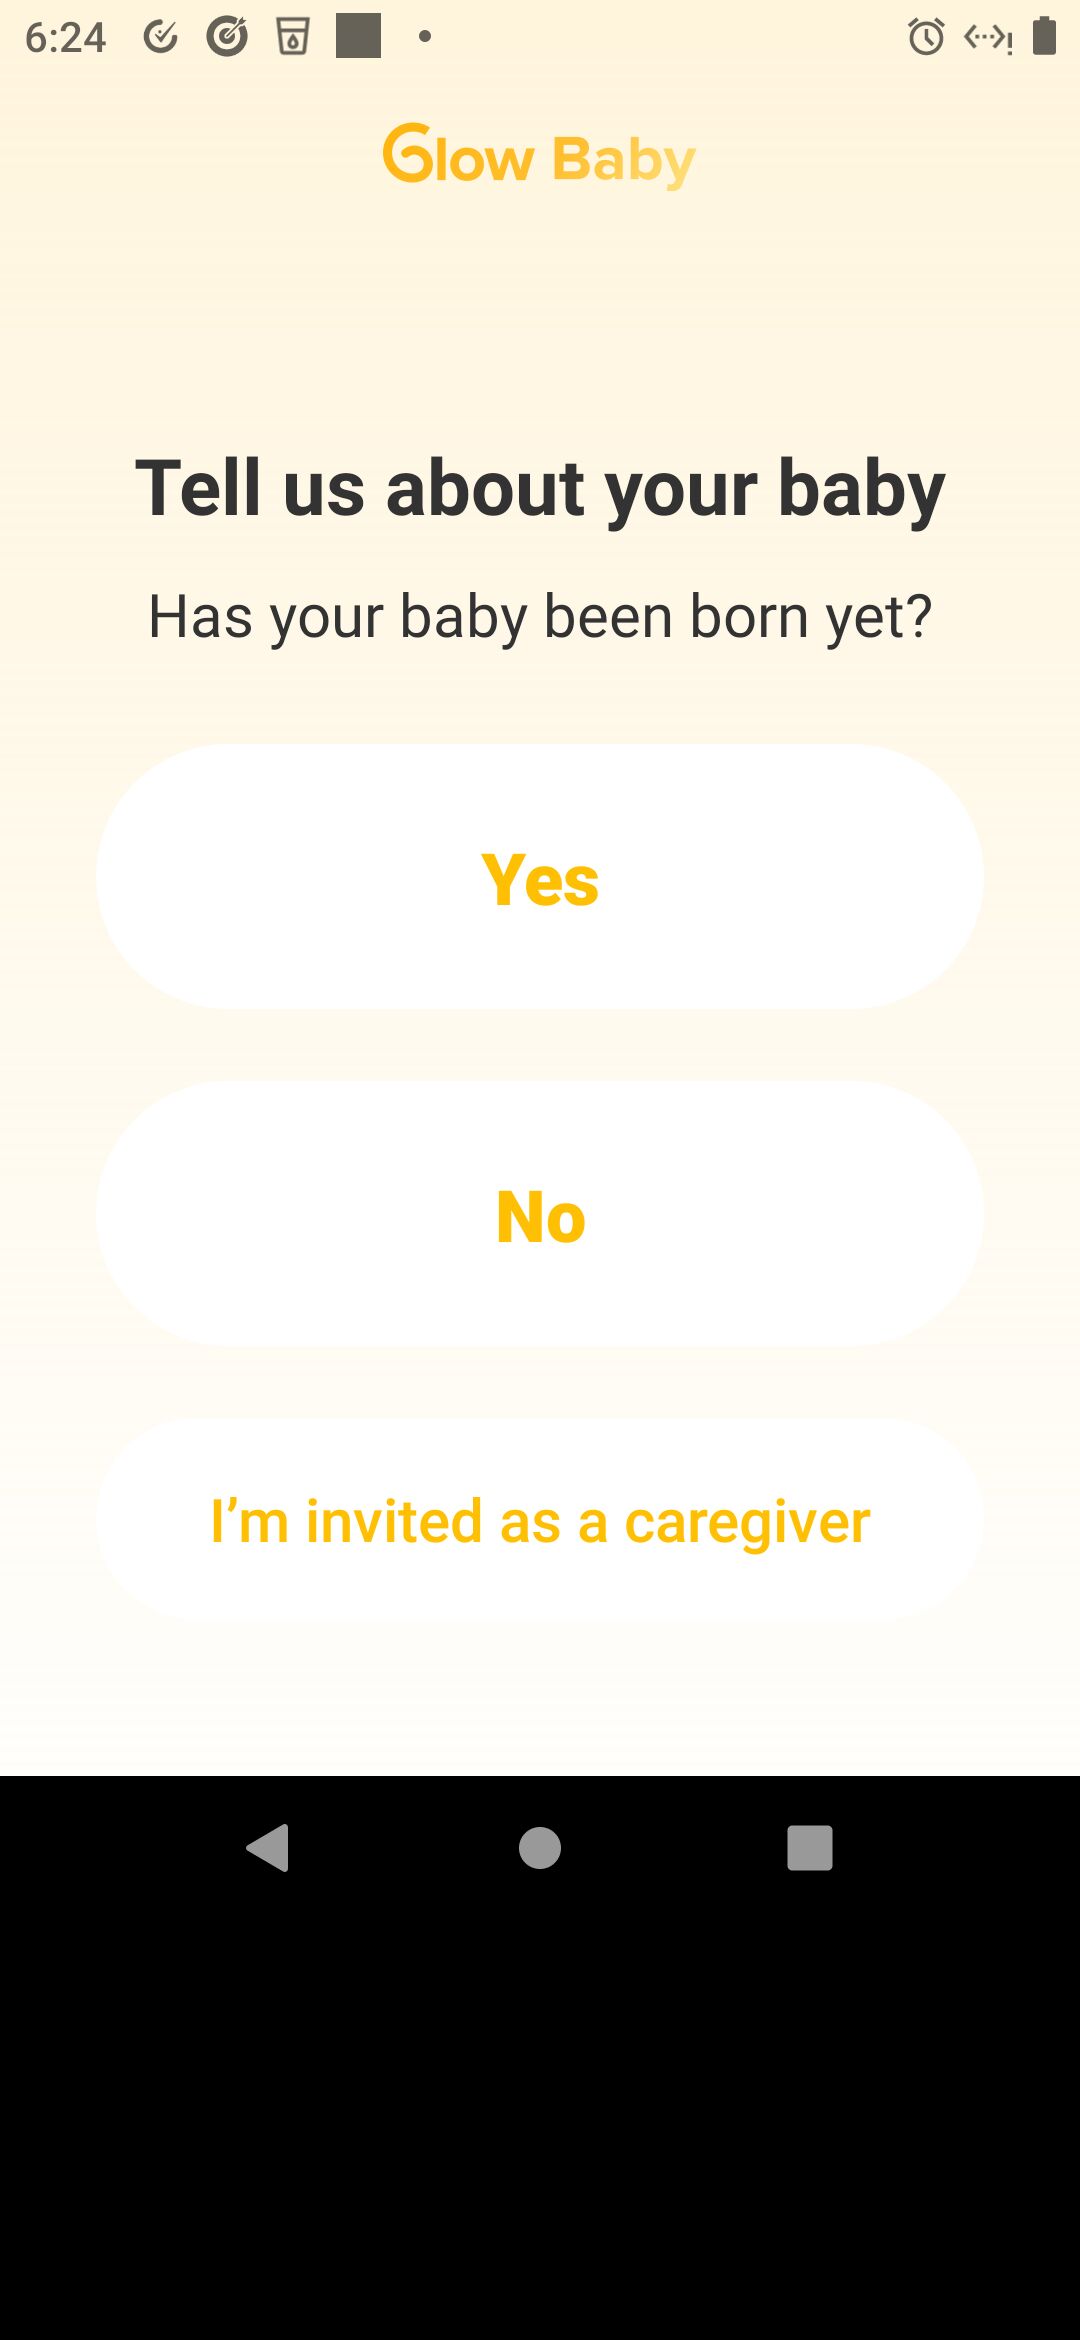 6:24
Glow Baby
Tell us about your baby
Has your baby been born yet?
Yes
No
I’m invited as a caregiver